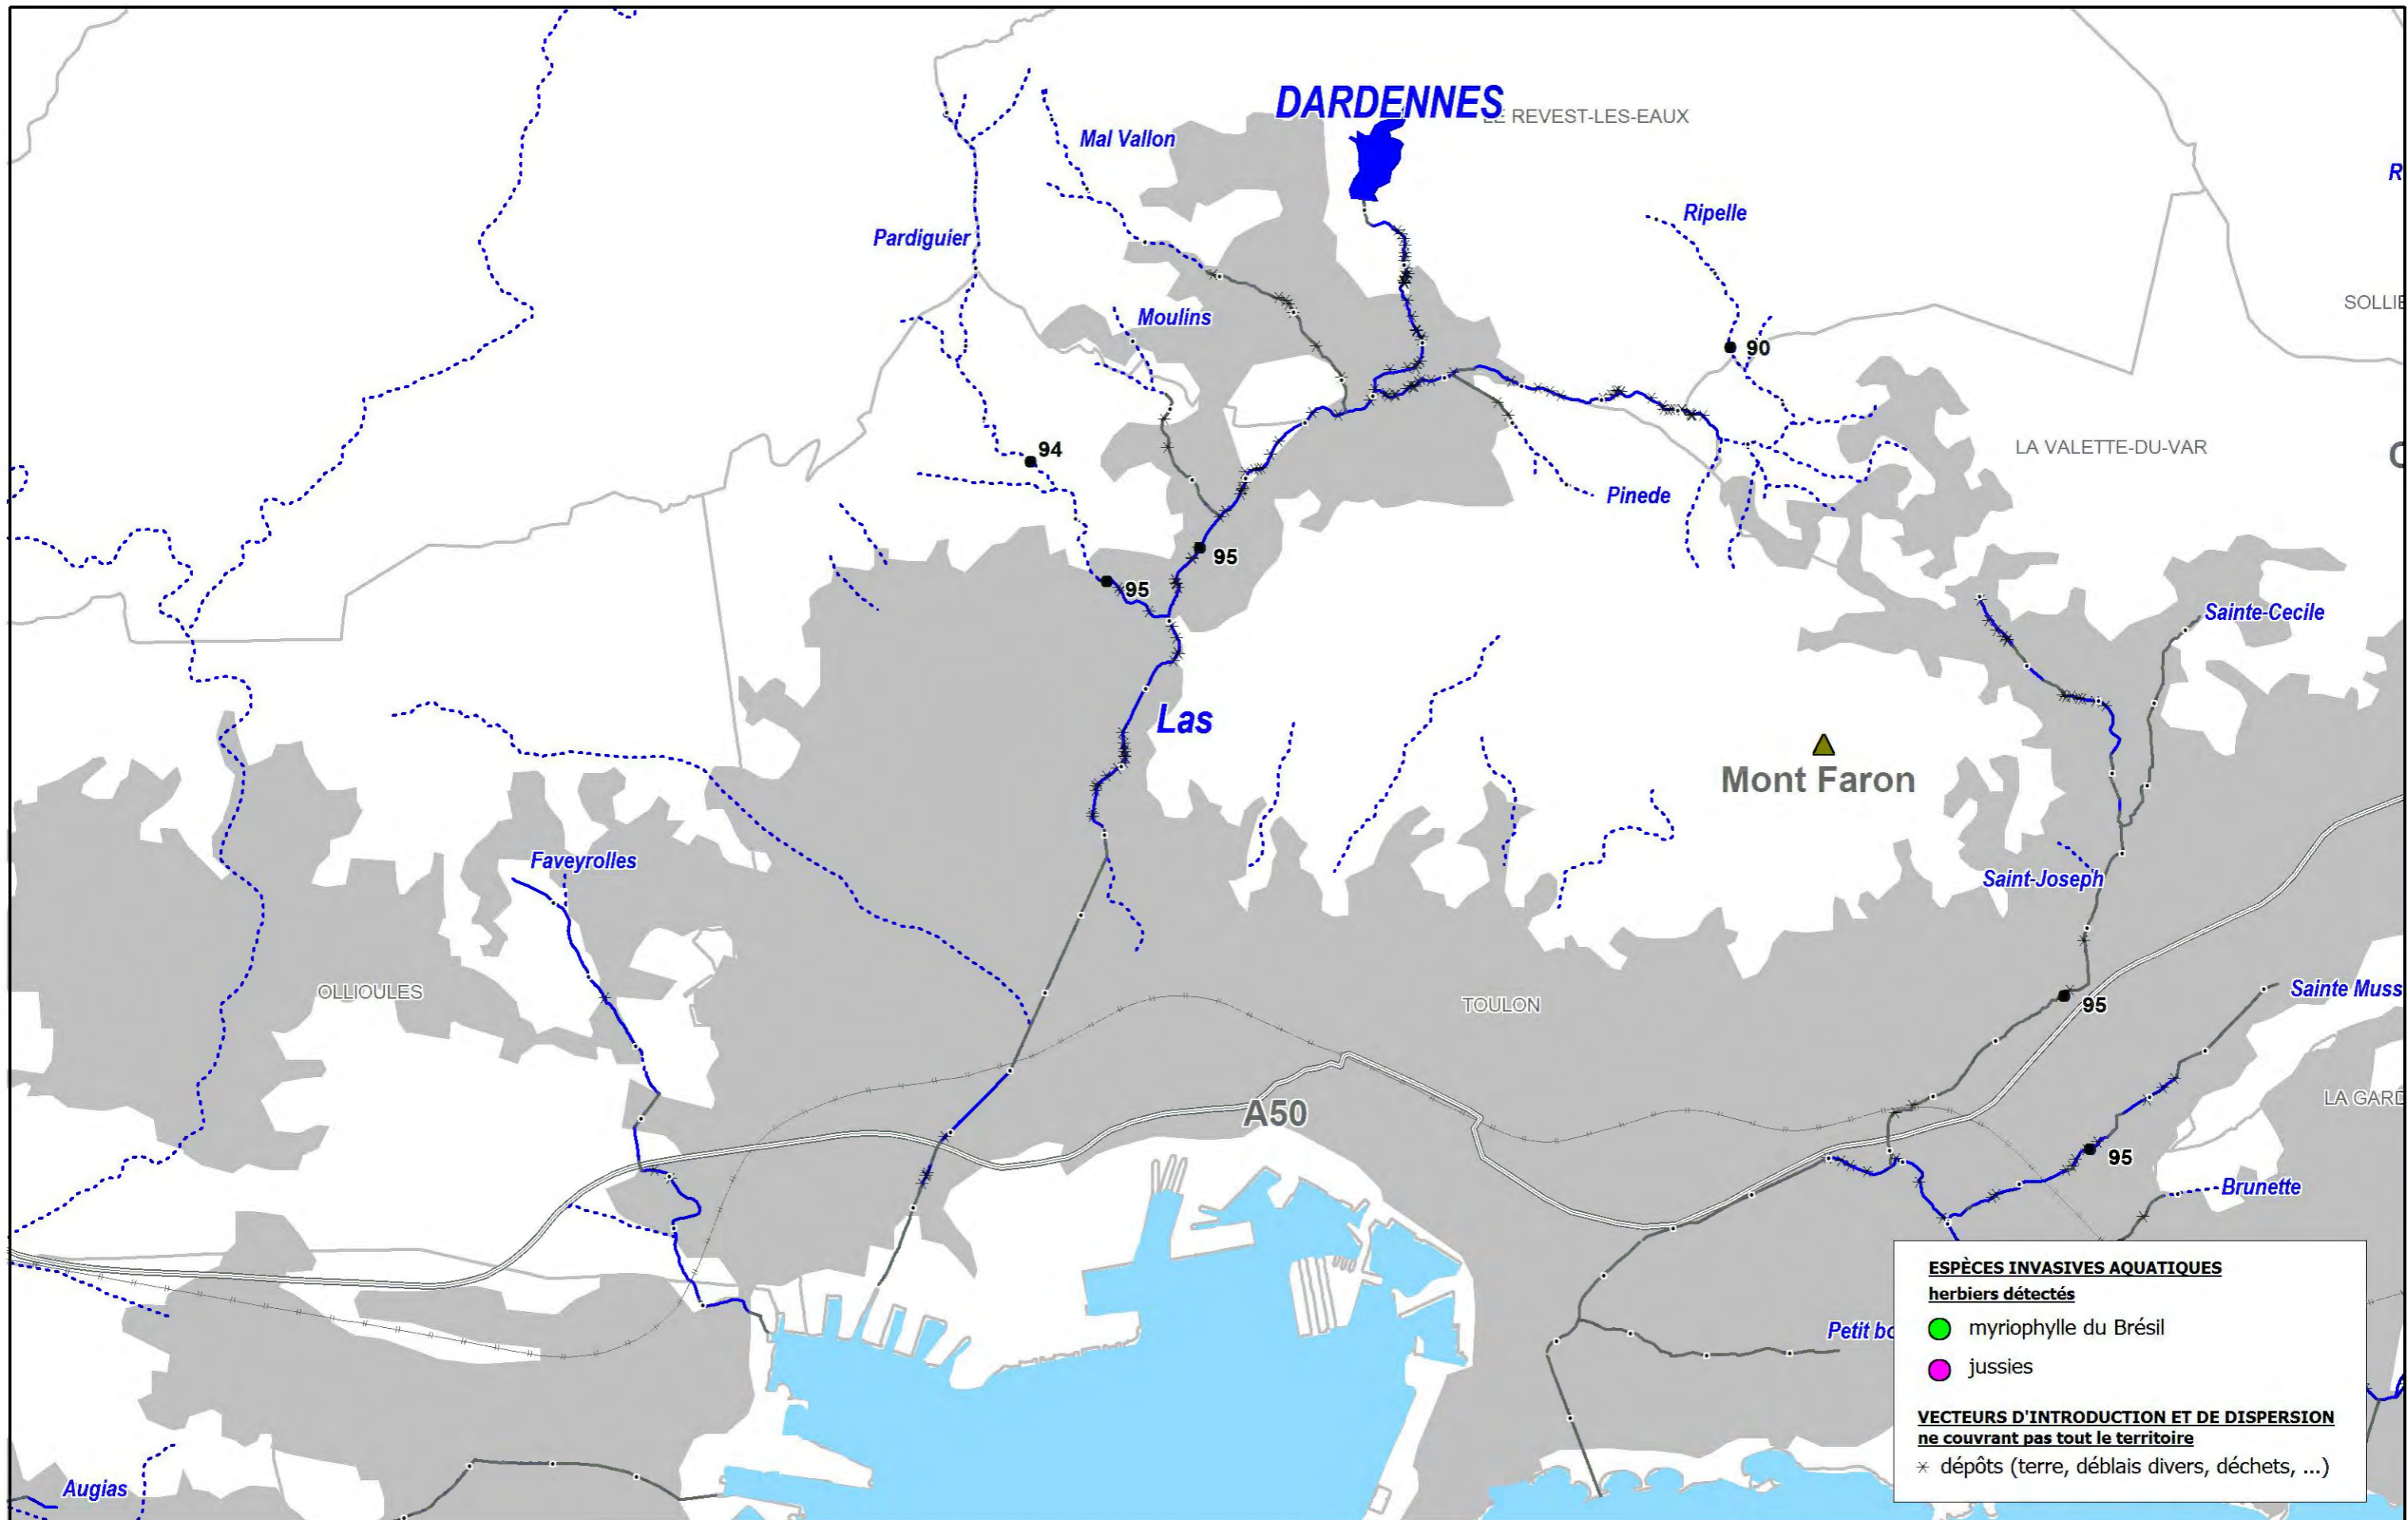 DARDENNES
LE REVEST-LES-EAUX
Mal Vallon
R
Ripelle
Pardiguier
SOLLIE
Moulins
90
94
LA VALETTE-DU-VAR
C
Pinede
95
95
Sainte-Cecile
Las
Mont Faron
Faveyrolles
Saint-Joseph
OLLIOULES
Sainte Muss
TOULON
95
LA GARD
A50
95
Brunette
ESPÈCES INVASIVES AQUATIQUES
herbiers détectés
myriophylle du Brésil
Petit bo
jussies
VECTEURS D'INTRODUCTION ET DE DISPERSION
ne couvrant pas tout le territoire
dépôts (terre, déblais divers, déchets, ...)
Augias